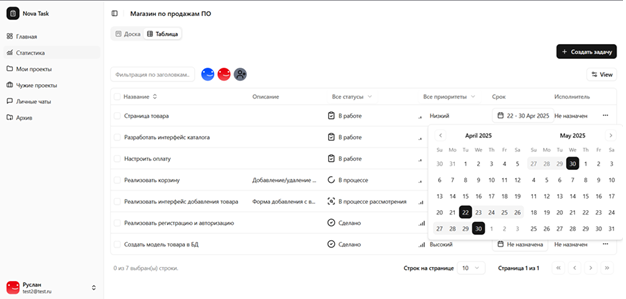 Nova Task
Магазин по продажам ПО
Доска Таблица
Главная
Статистика
Мои проекты
Чужие проекты
Личные чаты
Архив
Создать задачу
Фильтрация по заголовкам.. View
Название Описание Все статусы Все приоритеты Срок Исполнитель
Страница товара В работе Низкий 22 - 30 Apr 2025 Не назначен ...
Разработать интерфейс каталога В работе
Настроить оплату В работе
Реализовать корзину Добавление/удаление ... В процессе
Реализовать интерфейс добавления товара Форма добавления с в... В процессе рассмотрения
Реализовать регистрацию и авторизацию Сделано
Создать модель товара в БД Сделано Высокий Не назначена Не назначен ...
April 2025 May 2025
Su Mo Tu We Th Fr Sa Su Mo Tu We Th Fr Sa
30 31 1 2 3 4 5 27 28 29 30 1 2 3
6 7 8 9 10 11 12 4 5 6 7 8 9 10
13 14 15 16 17 18 19 11 12 13 14 15 16 17
20 21 22 23 24 25 26 18 19 20 21 22 23 24
27 28 29 30 1 2 3 25 26 27 28 29 30 31
0 из 7 выбран(ы) строки. Строк на странице 10 Страница 1 из 1
Руслан
test2@test.ru